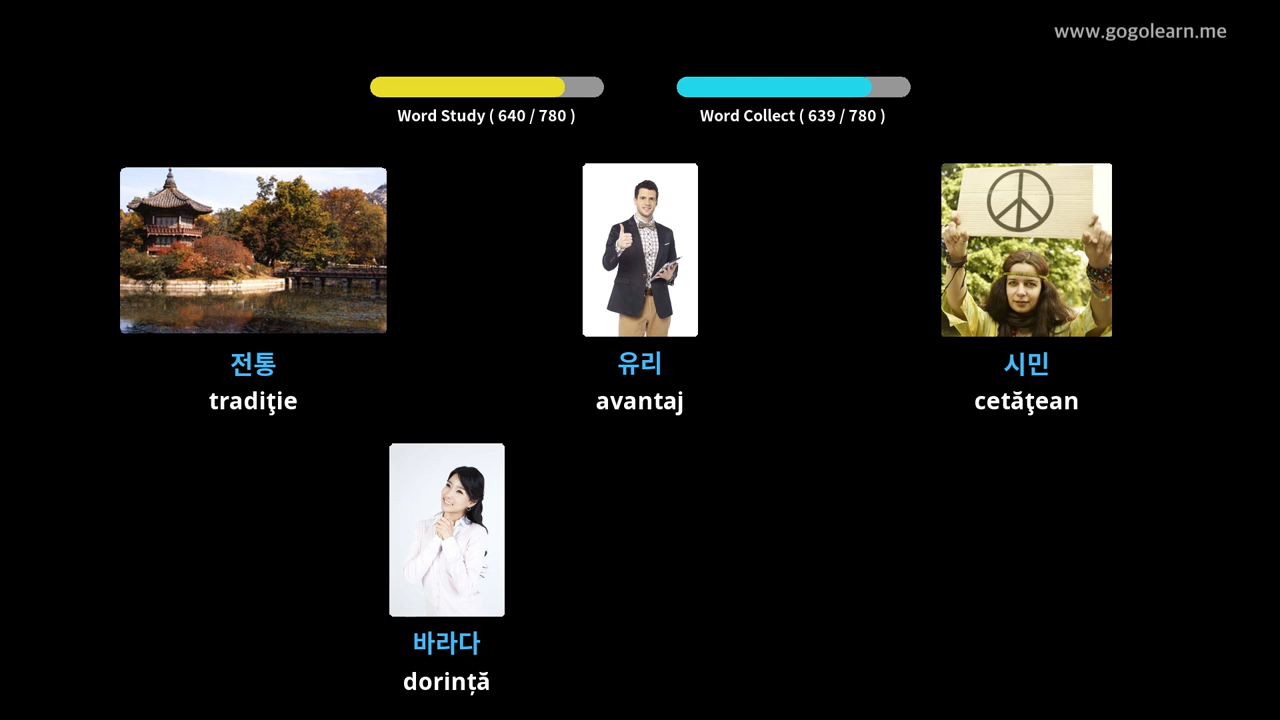 www.gogolearn.me
Word Study ( 640 / 780 )
Word Collect ( 639 / 780 )
전통
tradiţie
유리
avantaj
시민
cetăţean
바라다
dorință